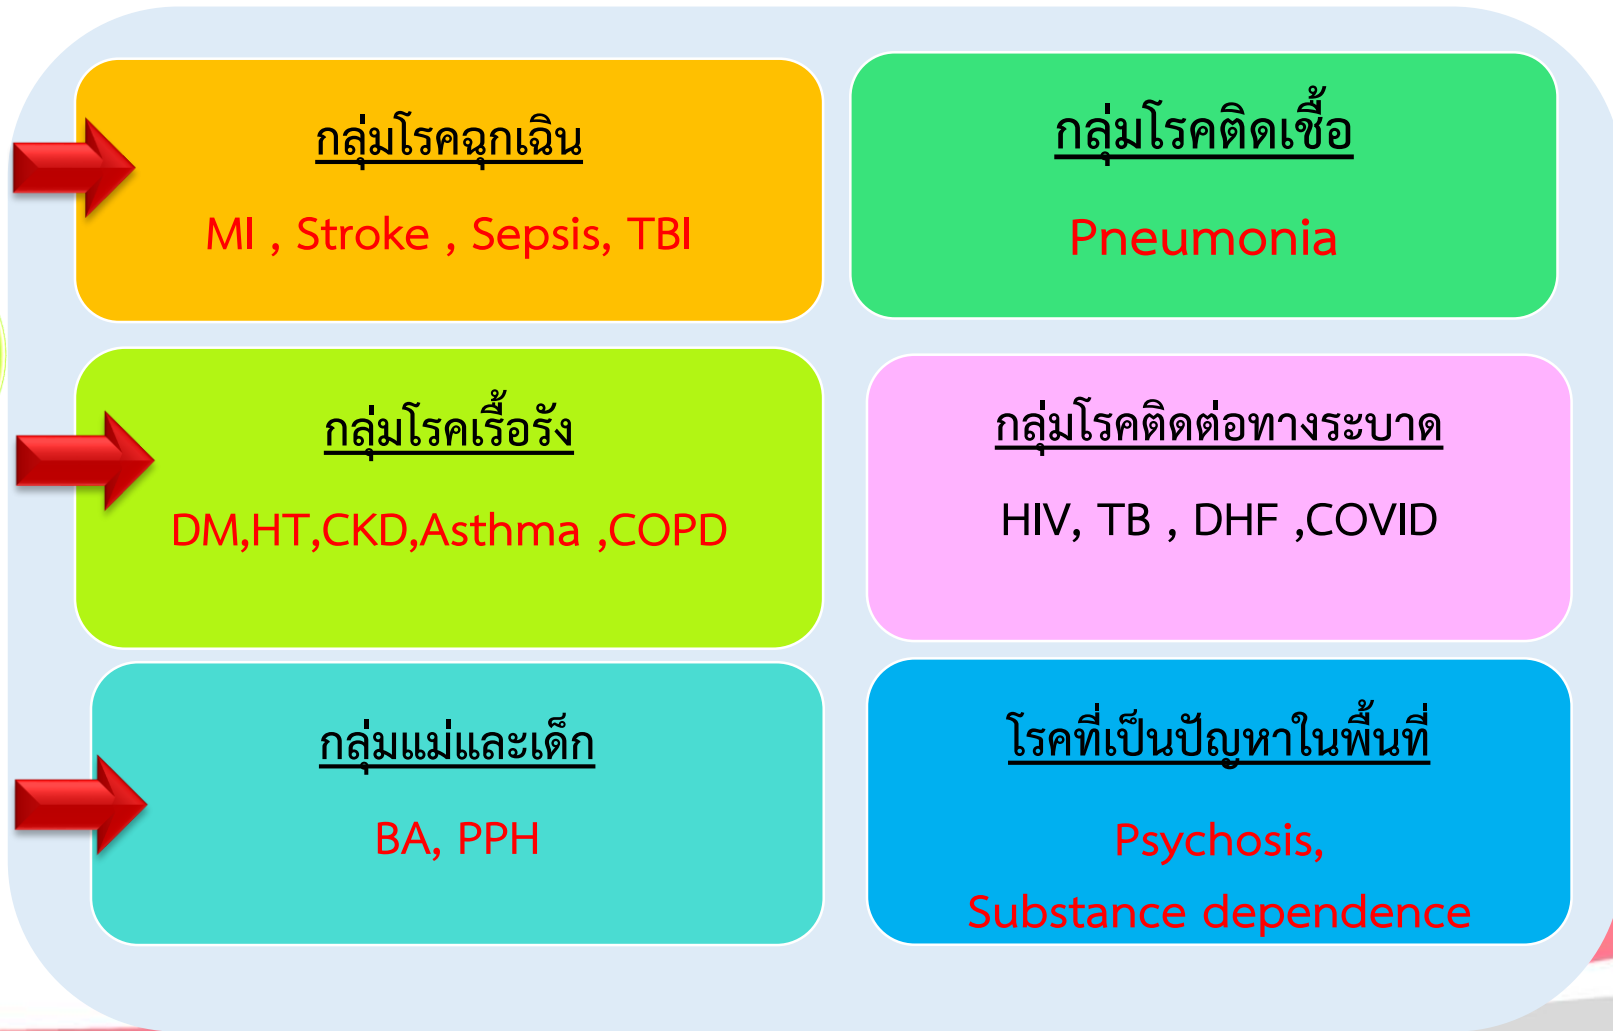 กลุ่มโรคฉุกเฉิน
MI , Stroke , Sepsis, TBI
กลุ่มโรคติดเชื้อ
Pneumonia
กลุ่มโรคเรื้อรัง
DM,HT,CKD,Asthma ,COPD
กลุ่มโรคติดต่อทางระบาด
HIV, TB , DHF ,COVID
กลุ่มแม่และเด็ก
BA, PPH
โรคที่เป็นปัญหาในพื้นที่
Psychosis,
Substance dependence